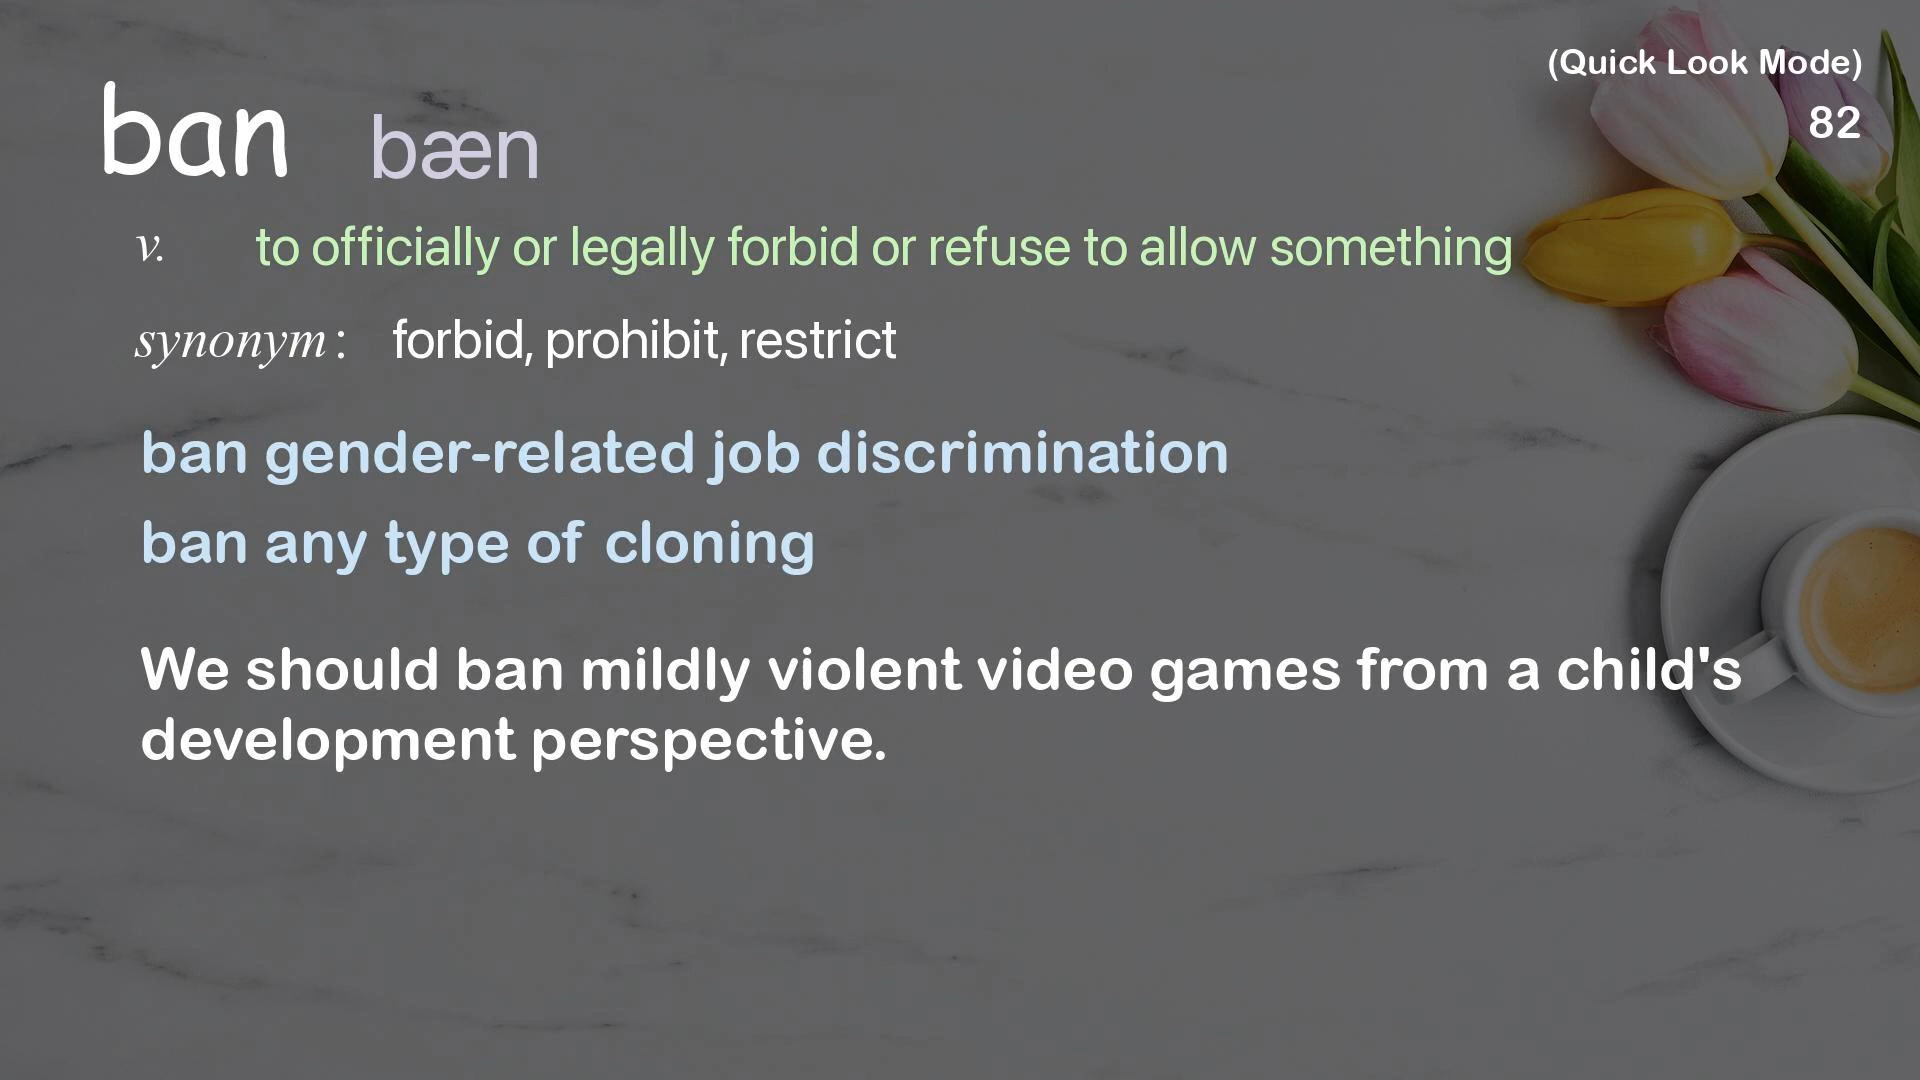 (Quick Look Mode)
82
ban bæn
v. to officially or legally forbid or refuse to allow something
synonym : forbid, prohibit, restrict
ban gender-related job discrimination
ban any type of cloning
We should ban mildly violent video games from a child's
development perspective.